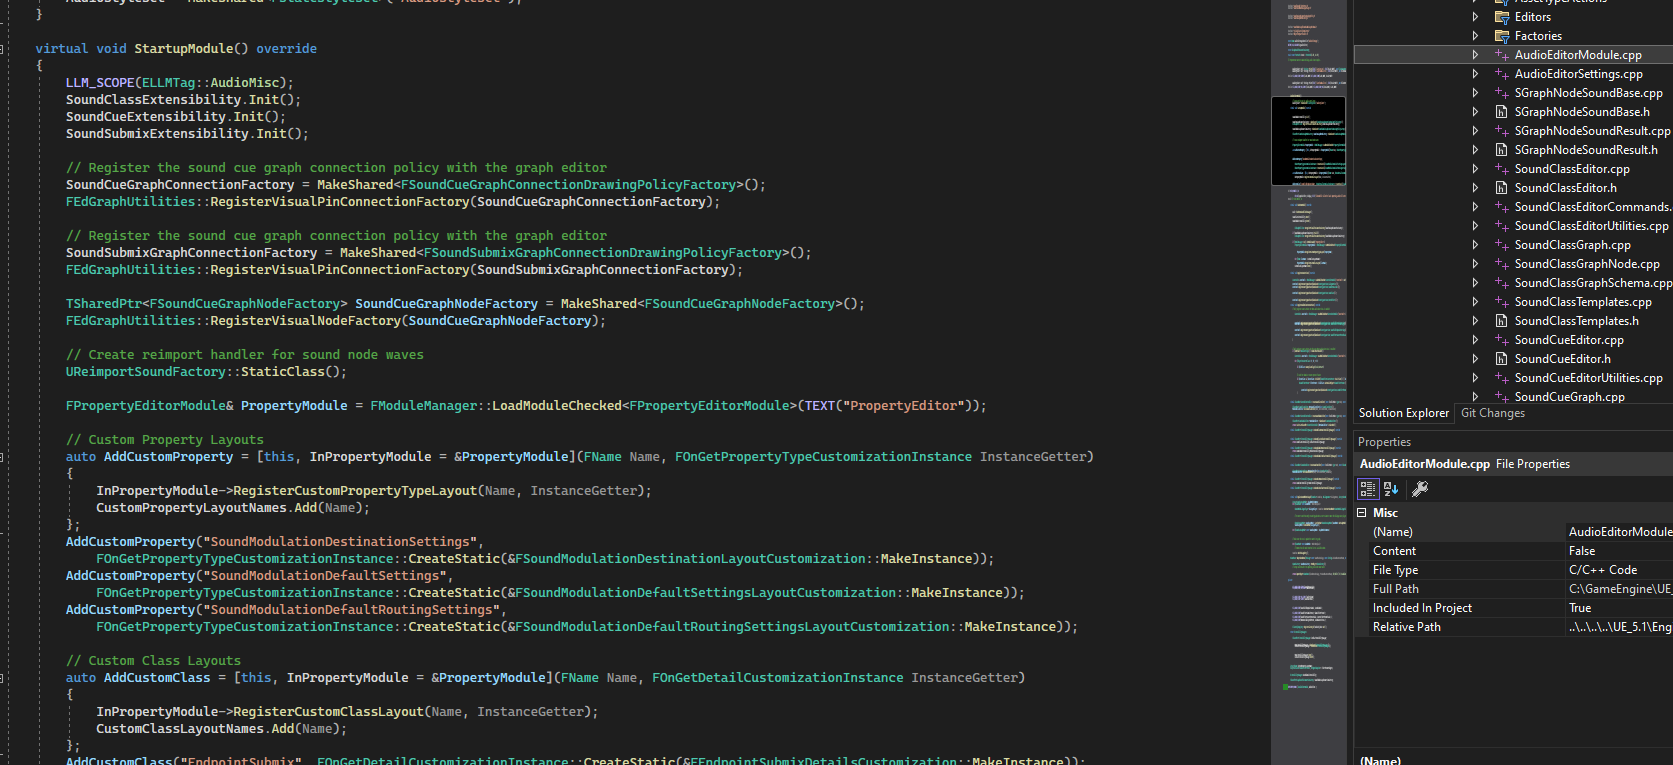 }
virtual void StartupModule() override
{
LLM_SCOPE(ELLMTag::AudioMisc);
SoundClassExtensibility.Init();
SoundCueExtensibility.Init();
SoundSubmixExtensibility.Init();
// Register the sound cue graph connection policy with the graph editor
SoundCueGraphConnectionFactory = MakeShared<FSoundCueGraphConnectionDrawingPolicyFactory>();
FEdGraphUtilities::RegisterVisualPinConnectionFactory(SoundCueGraphConnectionFactory);
// Register the sound cue graph connection policy with the graph editor
SoundSubmixGraphConnectionFactory = MakeShared<FSoundSubmixGraphConnectionDrawingPolicyFactory>();
FEdGraphUtilities::RegisterVisualPinConnectionFactory(SoundSubmixGraphConnectionFactory);
TSharedPtr<FSoundCueGraphNodeFactory> SoundCueGraphNodeFactory = MakeShared<FSoundCueGraphNodeFactory>();
FEdGraphUtilities::RegisterVisualNodeFactory(SoundCueGraphNodeFactory);
// Create reimport handler for sound node waves
UReimportSoundFactory::StaticClass();
FPropertyEditorModule& PropertyModule = FModuleManager::LoadModuleChecked<FPropertyEditorModule>(TEXT("PropertyEditor"));
// Custom Property Layouts
auto AddCustomProperty = [this, InPropertyModule = &PropertyModule](FName Name, FOnGetPropertyTypeCustomizationInstance InstanceGetter)
{
InPropertyModule->RegisterCustomPropertyTypeLayout(Name, InstanceGetter);
CustomPropertyLayoutNames.Add(Name);
};
AddCustomProperty("SoundModulationDestinationSettings",
FOnGetPropertyTypeCustomizationInstance::CreateStatic(&FSoundModulationDestinationLayoutCustomization::MakeInstance));
AddCustomProperty("SoundModulationDefaultSettings",
FOnGetPropertyTypeCustomizationInstance::CreateStatic(&FSoundModulationDefaultSettingsLayoutCustomization::MakeInstance));
AddCustomProperty("SoundModulationDefaultRoutingSettings",
FOnGetPropertyTypeCustomizationInstance::CreateStatic(&FSoundModulationDefaultRoutingSettingsLayoutCustomization::MakeInstance));
// Custom Class Layouts
auto AddCustomClass = [this, InPropertyModule = &PropertyModule](FName Name, FOnGetDetailCustomizationInstance InstanceGetter)
{
InPropertyModule->RegisterCustomClassLayout(Name, InstanceGetter);
CustomClassLayoutNames.Add(Name);
};
AddCustomClass("EndpointSubmix", FOnGetDetailCustomizationInstance::CreateStatic(&FEndpointSubmixDetailsCustomization::MakeInstance));
AssetTypeActions
Editors
Factories
AudioEditorModule.cpp
AudioEditorSettings.cpp
SGraphNodeSoundBase.cpp
SGraphNodeSoundBase.h
SGraphNodeSoundResult.cpp
SGraphNodeSoundResult.h
SoundClassEditor.cpp
SoundClassEditor.h
SoundClassEditorCommands.
SoundClassEditorUtilities.cpp
SoundClassGraph.cpp
SoundClassGraphNode.cpp
SoundClassGraphSchema.cpp
SoundClassTemplates.cpp
SoundClassTemplates.h
SoundCueEditor.cpp
SoundCueEditor.h
SoundCueEditorUtilities.cpp
SoundCueGraph.cpp
Solution Explorer Git Changes
Properties
AudioEditorModule.cpp File Properties
Misc
(Name) AudioEditorModule
Content False
File Type C/C++ Code
Full Path C:\GameEngine\UE_
Included In Project True
Relative Path ..\..\..\..\UE_5.1\Eng
(Name)